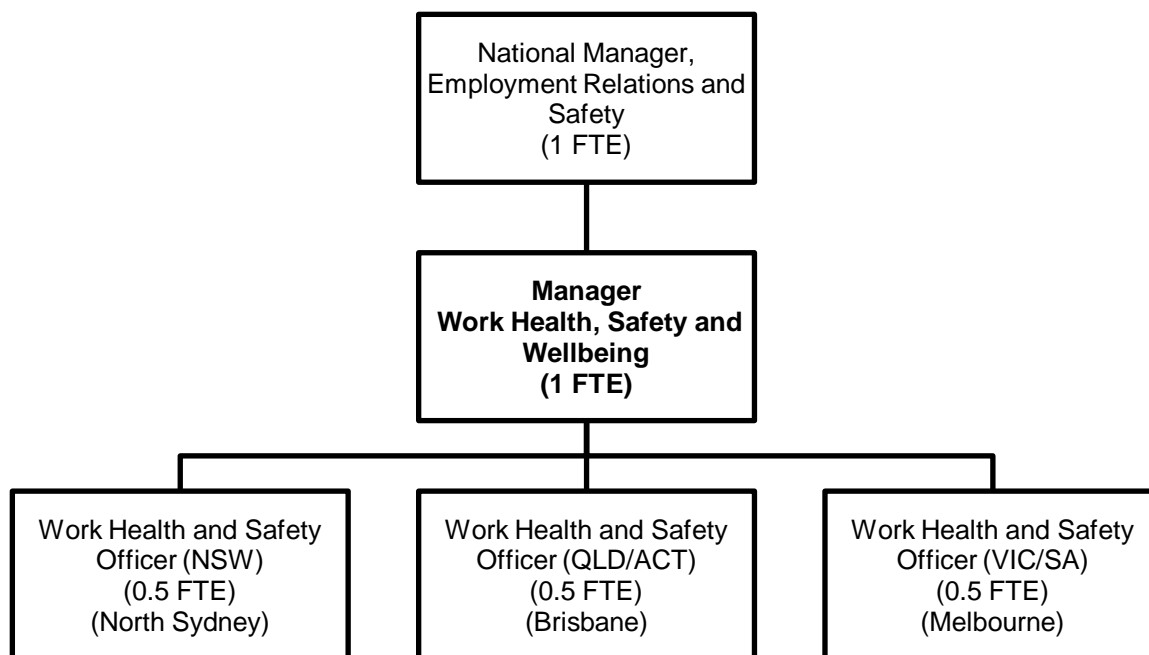 National Manager,
Employment Relations and
Safety
(1 FTE)
Manager
Work Health, Safety and
Wellbeing
(1 FTE)
Work Health and Safety
Officer (NSW)
(0.5 FTE)
(North Sydney)
Work Health and Safety
Officer (QLD/ACT)
(0.5 FTE)
(Brisbane)
Work Health and Safety
Officer (VIC/SA)
(0.5 FTE)
(Melbourne)